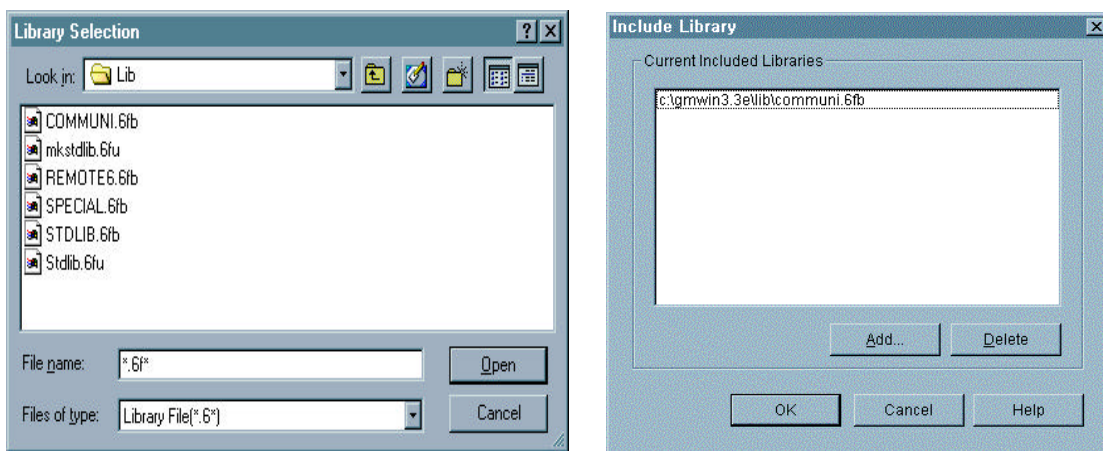 Library Selection
Look in: Lib
COMMUNI.6fb
mkstdlib.6fu
REMOTE6.6fb
SPECIAL.6fb
STDLIB.6fb
Stdlib.6fu
File name: *.6f* Open
Files of type: Library File(*.6*) Cancel
Include Library
Current Included Libraries
c:\gmwin3.3e\lib\communi.6fb
Add... Delete
OK Cancel Help